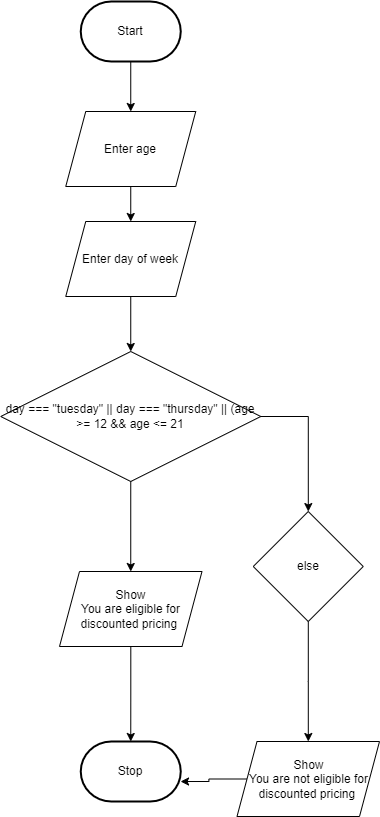 Start
Enter age
Enter day of week
day === "tuesday" || day === "thursday" || (age
>= 12 && age <= 21
else
Show
You are eligible for
discounted pricing
Show
You are not eligible for
discounted pricing
Stop